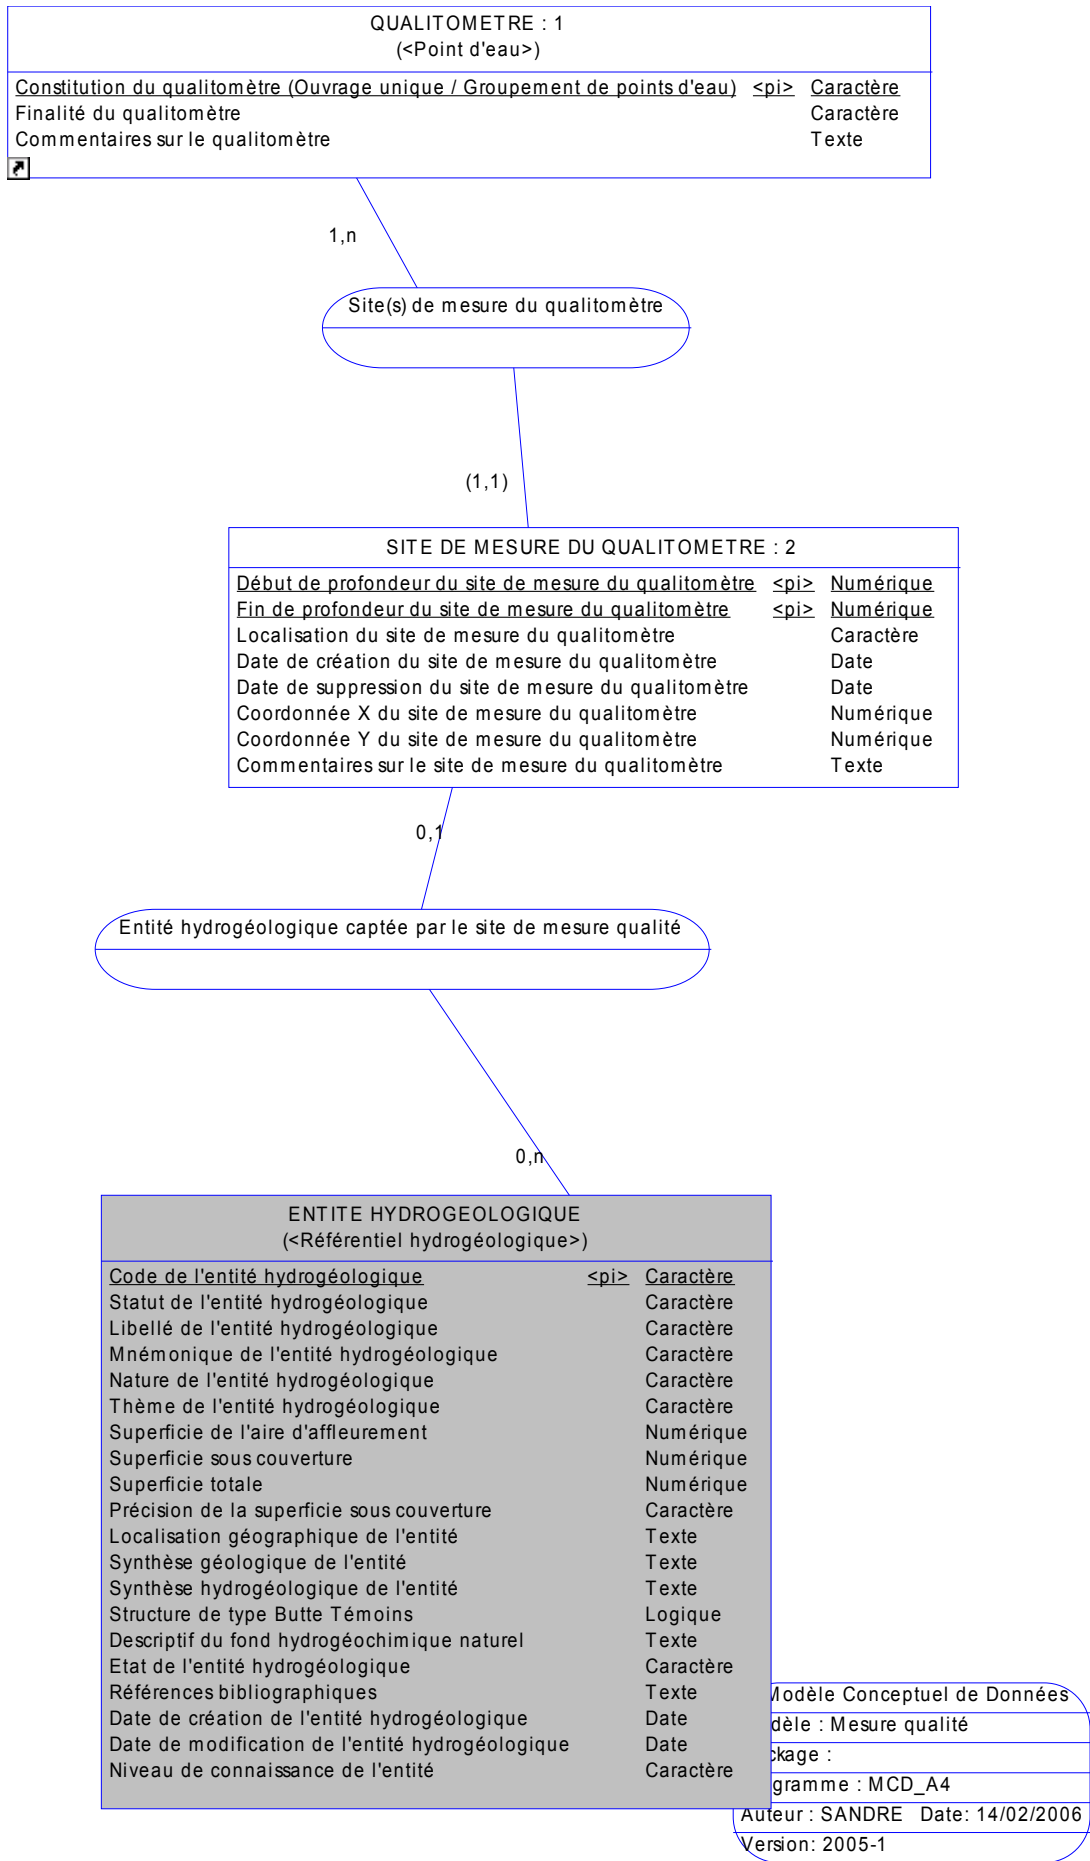 QUALITOMETRE : 1
(<Point d'eau>)
Constitution du qualitomètre (Ouvrage unique / Groupement de points d'eau) <pi> Caractère
Finalité du qualitomètre Caractère
Commentaires sur le qualitomètre Texte
1,n
Site(s) de mesure du qualitomètre
(1,1)
SITE DE MESURE DU QUALITOMETRE : 2
Début de profondeur du site de mesure du qualitomètre <pi> Numérique
Fin de profondeur du site de mesure du qualitomètre <pi> Numérique
Localisation du site de mesure du qualitomètre Caractère
Date de création du site de mesure du qualitomètre Date
Date de suppression du site de mesure du qualitomètre Date
Coordonnée X du site de mesure du qualitomètre Numérique
Coordonnée Y du site de mesure du qualitomètre Numérique
Commentaires sur le site de mesure du qualitomètre Texte
0,1
Entité hydrogéologique captée par le site de mesure qualité
0,n
ENTITE HYDROGEOLOGIQUE
(<Référentiel hydrogéologique>)
Code de l'entité hydrogéologique <pi> Caractère
Statut de l'entité hydrogéologique Caractère
Libellé de l'entité hydrogéologique Caractère
Mnémonique de l'entité hydrogéologique Caractère
Nature de l'entité hydrogéologique Caractère
Thème de l'entité hydrogéologique Caractère
Superficie de l'aire d'affleurement Numérique
Superficie sous couverture Numérique
Superficie totale Numérique
Précision de la superficie sous couverture Caractère
Localisation géographique de l'entité Texte
Synthèse géologique de l'entité Texte
Synthèse hydrogéologique de l'entité Texte
Structure de type Butte Témoins Logique
Descriptif du fond hydrogéochimique naturel Texte
Etat de l'entité hydrogéologique Caractère
Références bibliographiques Texte
Date de création de l'entité hydrogéologique Date
Date de modification de l'entité hydrogéologique Date
Niveau de connaissance de l'entité Caractère
Modèle Conceptuel de Données
dèle : Mesure qualité
ckage :
gramme : MCD_A4
Auteur : SANDRE Date: 14/02/2006
Version: 2005-1